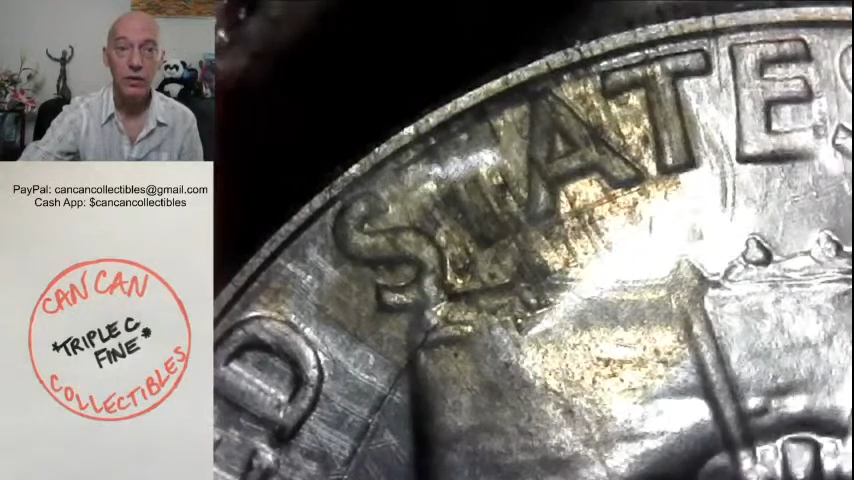 PayPal: cancancollectibles@gmail.com
Cash App: $cancancollectibles
CAN CAN
*TRIPLE C
FINE*
COLLECTIBLES
STATES
D